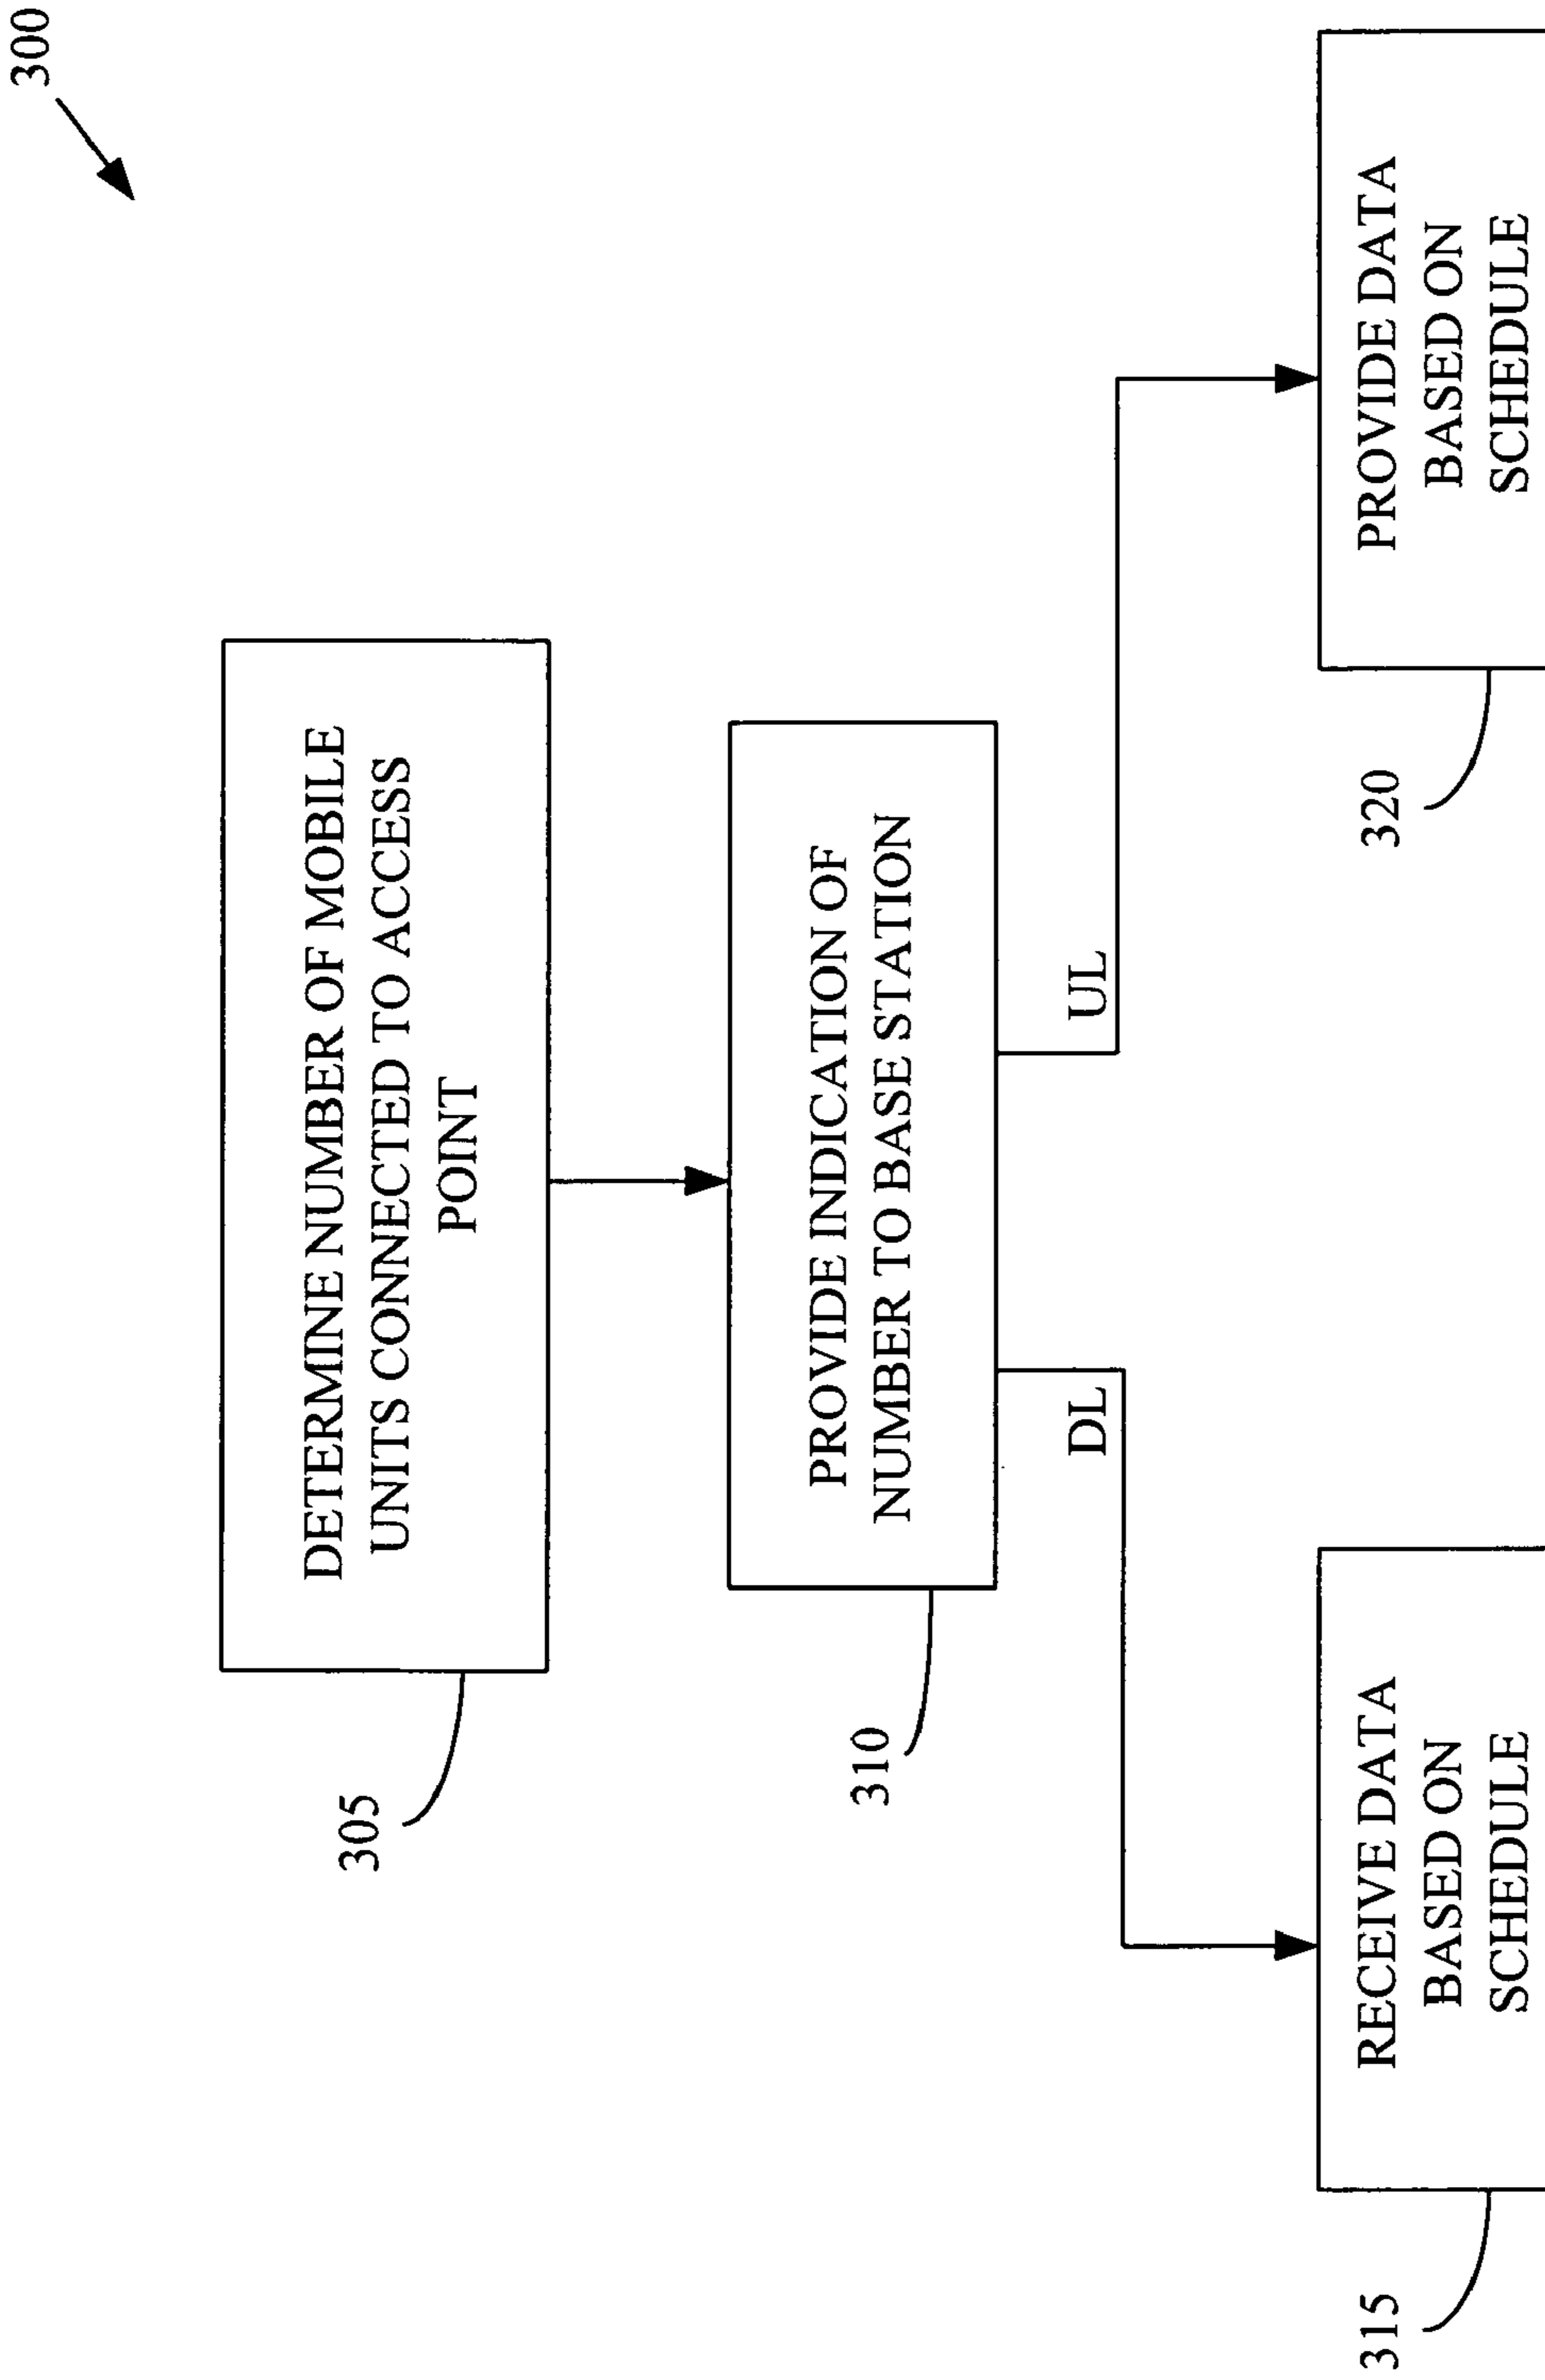 300
DETERMINE NUMBER OF MOBILE
UNITS CONNECTED TO ACCESS
POINT
305
PROVIDE INDICATION OF
NUMBER TO BASE STATION
310
DL
UL
RECEIVE DATA
BASED ON
SCHEDULE
315
PROVIDE DATA
BASED ON
SCHEDULE
320